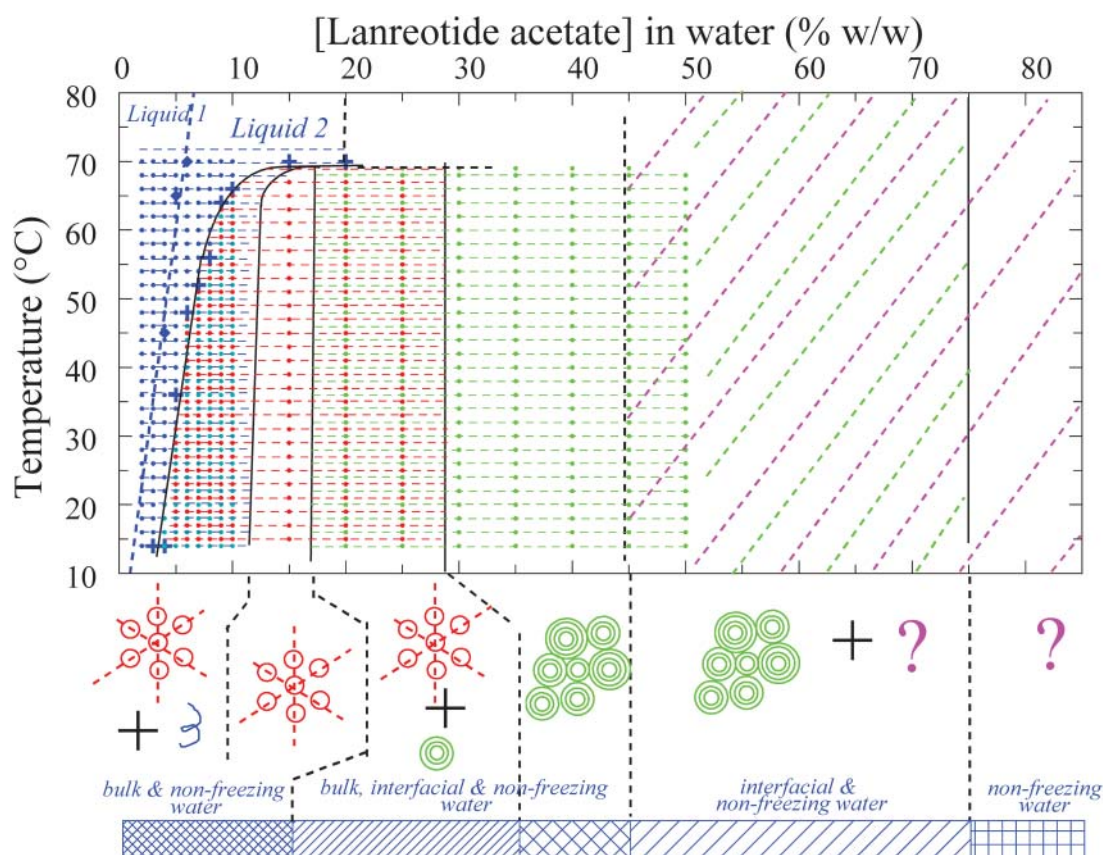 [Lanreotide acetate] in water (% w/w)
0 10 20 30 40 50 60 70 80
80
Liquid 1
Liquid 2
70
60
50
40
30
20
10
Temperature (°C)
+
+
+
?
?
bulk & non-freezing
water
bulk, interfacial & non-freezing
water
interfacial &
non-freezing water
non-freezing
water